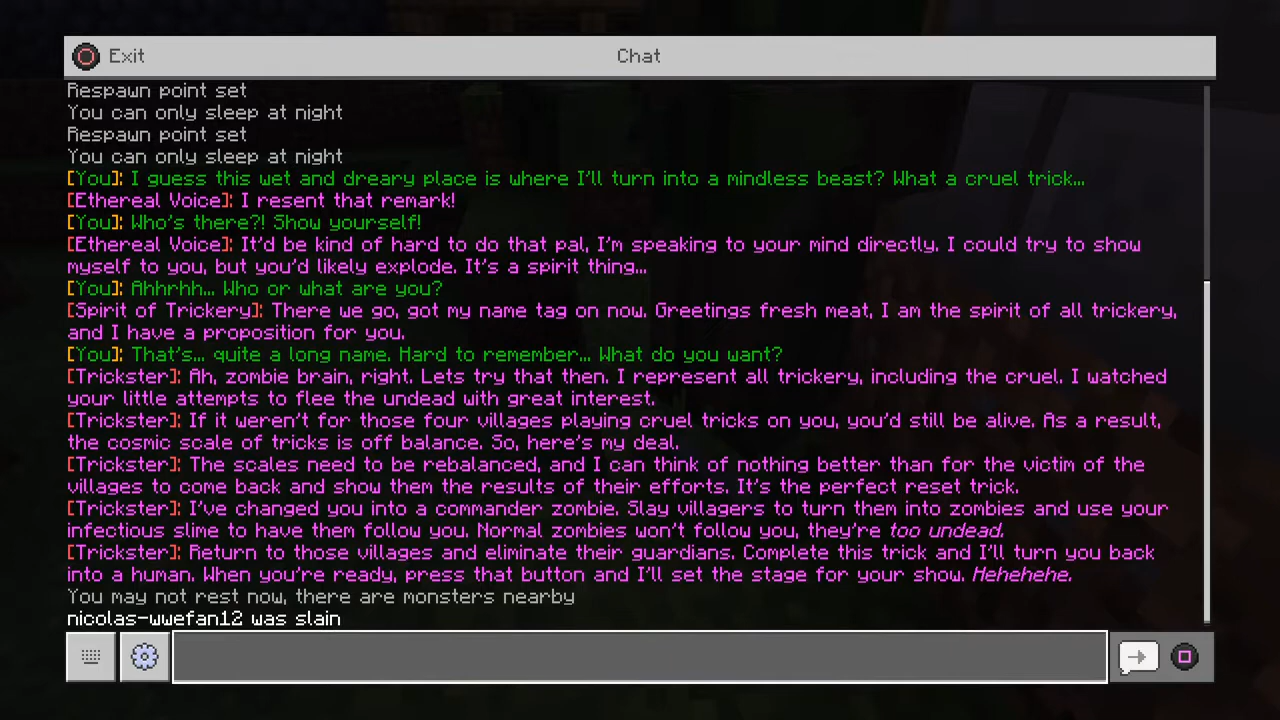 Exit
Chat
Respawn point set
You can only sleep at night
Respawn point set
You can only sleep at night
[You]: I guess this wet and dreary place is where I'll turn into a mindless beast? What a cruel trick...
[Ethereal Voice]: I resent that remark!
[You]: Who's there?! Show yourself!
[Ethereal Voice]: It'd be kind of hard to do that pal, I'm speaking to your mind directly. I could try to show
myself to you, but you'd likely explode. It's a spirit thing...
[You]: Ahhrhh... Who or what are you?
[Spirit of Trickery]: There we go, got my name tag on now. Greetings fresh meat, I am the spirit of all trickery,
and I have a proposition for you.
[You]: That's... quite a long name. Hard to remember... What do you want?
[Trickster]: Ah, zombie brain, right. Lets try that then. I represent all trickery, including the cruel. I watched
your little attempts to flee the undead with great interest.
[Trickster]: If it weren't for those four villages playing cruel tricks on you, you'd still be alive. As a result,
the cosmic scale of tricks is off balance. So, here's my deal.
[Trickster]: The scales need to be rebalanced, and I can think of nothing better than for the victim of the
villages to come back and show them the results of their efforts. It's the perfect reset trick.
[Trickster]: I've changed you into a commander zombie. Slay villagers to turn them into zombies and use your
infectious slime to have them follow you. Normal zombies won't follow you, they're too undead.
[Trickster]: Return to those villages and eliminate their guardians. Complete this trick and I'll turn you back
into a human. When you're ready, press that button and I'll set the stage for your show. Hehehehe.
You may not rest now, there are monsters nearby
nicolas-wwefan12 was slain